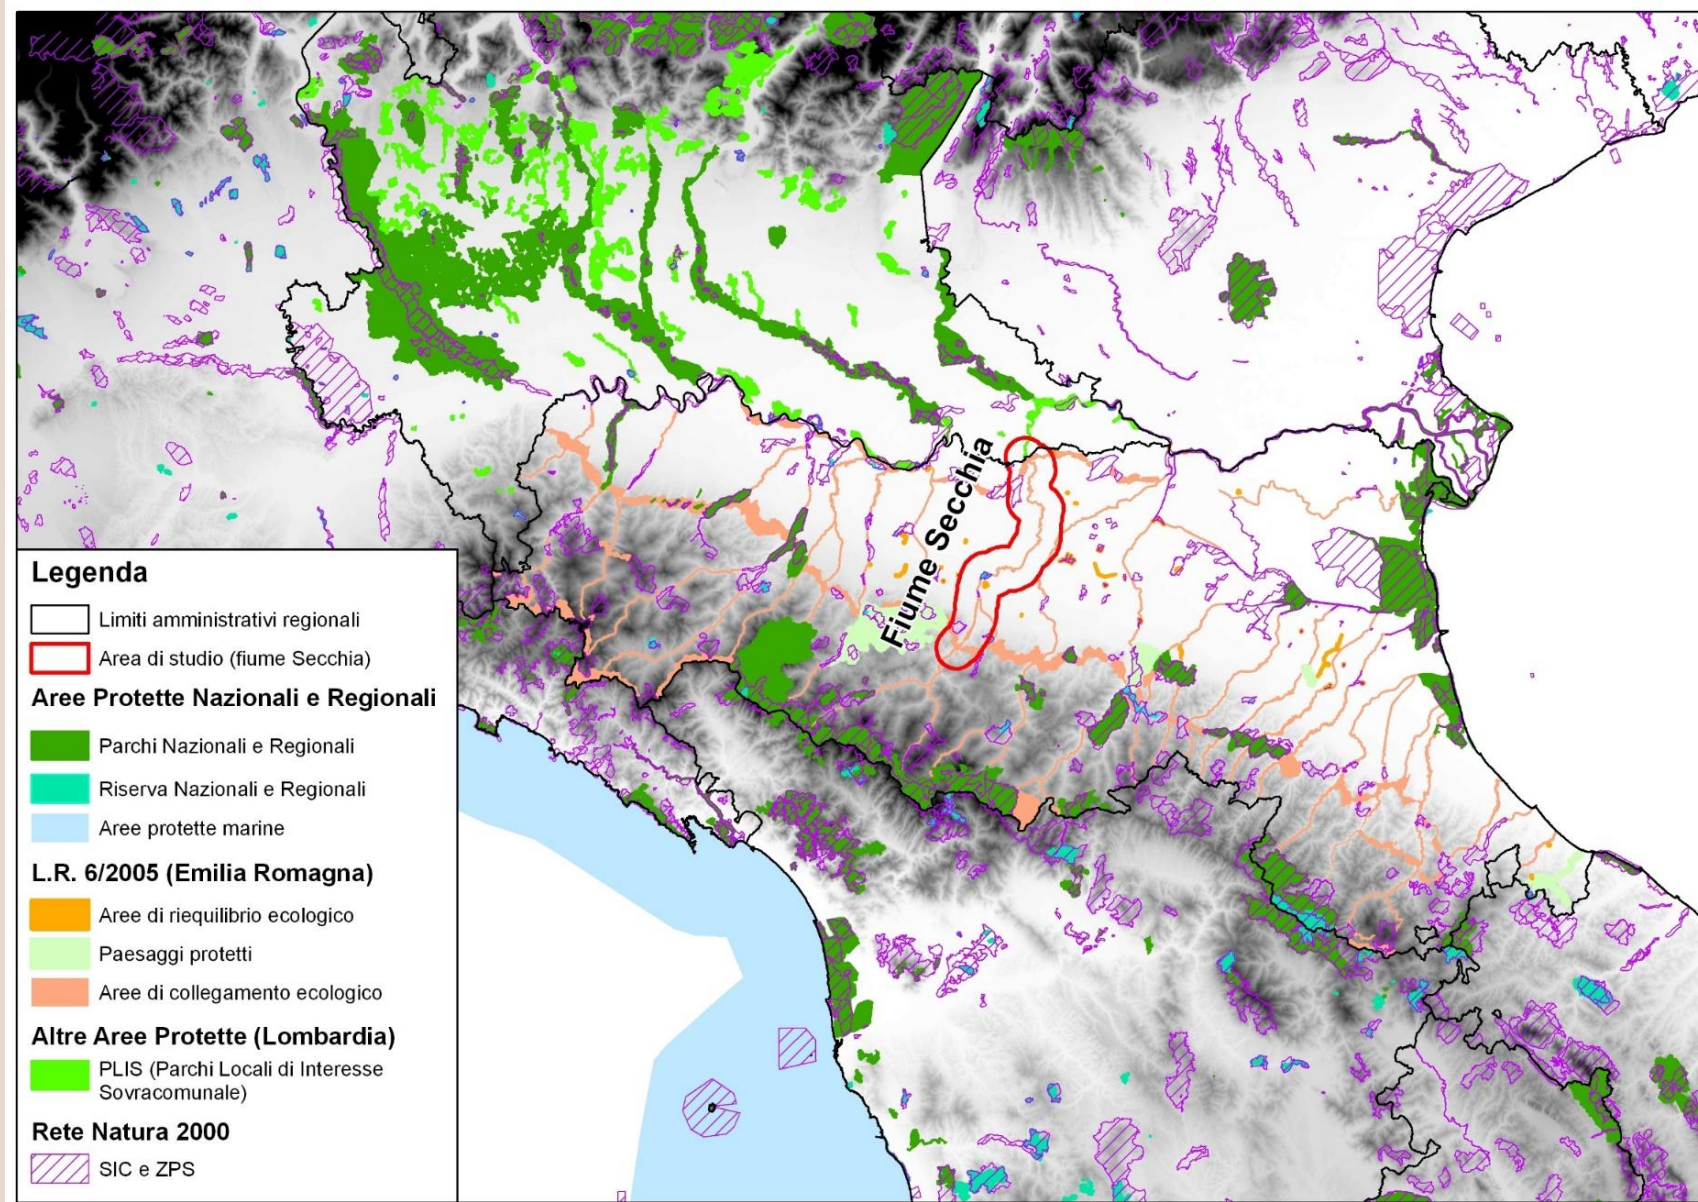 Fiume Secchia
Legenda
Limiti amministrativi regionali
Area di studio (fiume Secchia)
Aree Protette Nazionali e Regionali
Parchi Nazionali e Regionali
Riserva Nazionali e Regionali
Aree protette marine
L.R. 6/2005 (Emilia Romagna)
Aree di riequilibrio ecologico
Paesaggi protetti
Aree di collegamento ecologico
Altre Aree Protette (Lombardia)
PLIS (Parchi Locali di Interesse
Sovracomunale)
Rete Natura 2000
SIC e ZPS